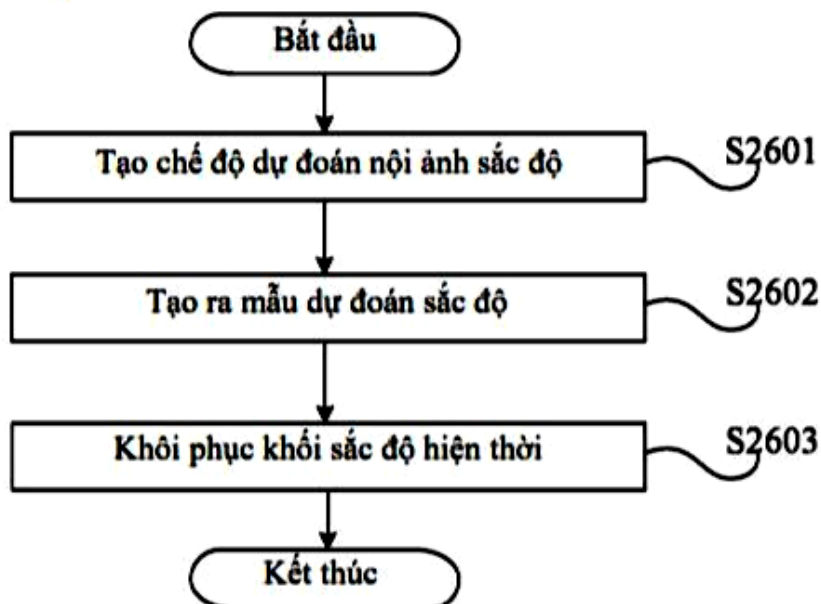 Bắt đầu
Tạo chế độ dự đoán nội ảnh sắc độ
S2601
Tạo ra mẫu dự đoán sắc độ
S2602
Khôi phục khối sắc độ hiện thời
S2603
Kết thúc